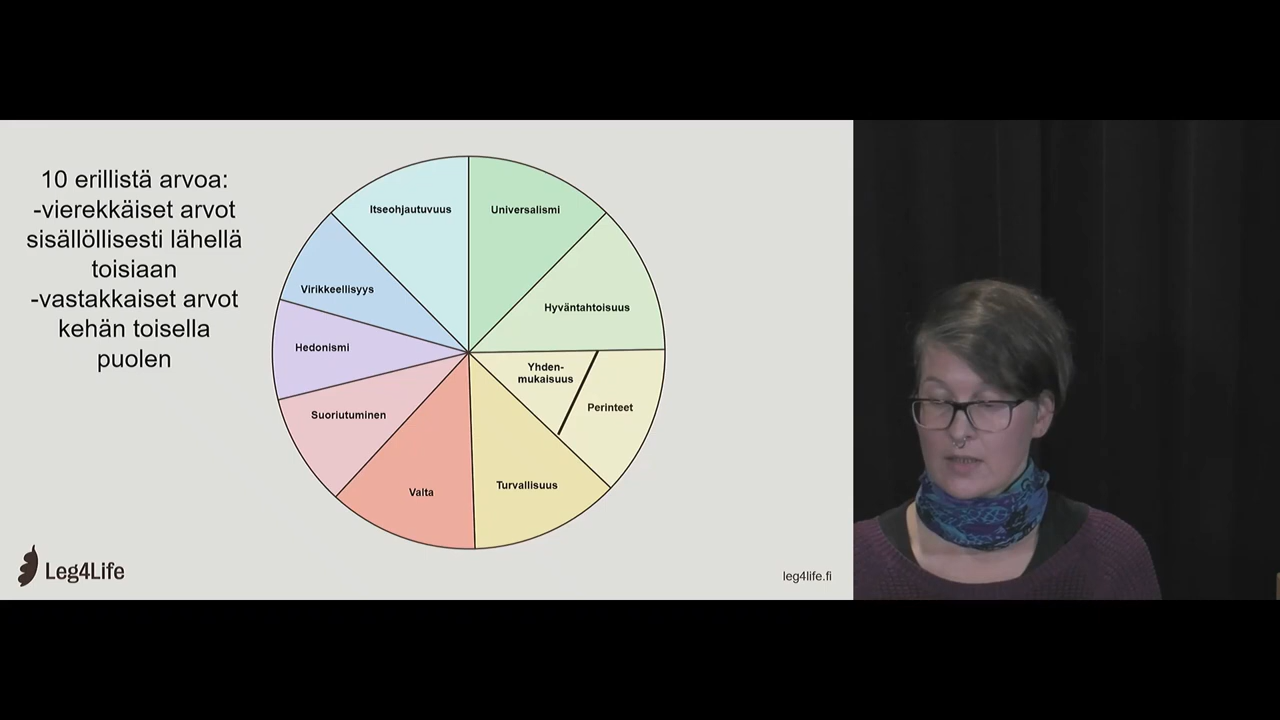 10 erillistä arvoa:
-vierekkäiset arvot
sisällöllisesti lähellä
toisiaan
-vastakkaiset arvot
kehän toisella
puolen
Itseohjautuvuus
Universalismi
Virikkeellisyys
Hyväntahtoisuus
Hedonismi
Yhden-
mukaisuus
Perinteet
Suoriutuminen
Valta
Turvallisuus
Leg4Life
leg4life.fi